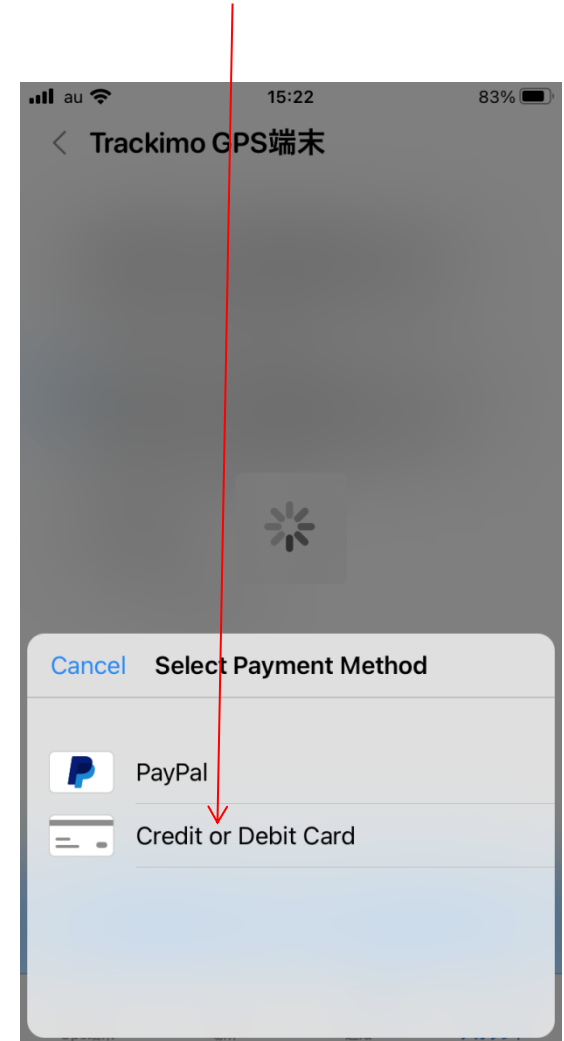 au 15:22 83%
Trackimo GPS端末
Cancel Select Payment Method
PayPal
Credit or Debit Card